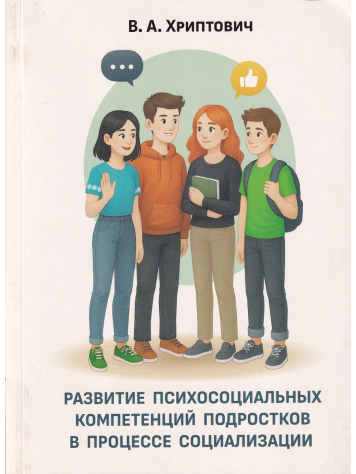 В. А. Хриптович
РАЗВИТИЕ ПСИХОСОЦИАЛЬНЫХ
КОМПЕТЕНЦИЙ ПОДРОСТКОВ
В ПРОЦЕССЕ СОЦИАЛИЗАЦИИ